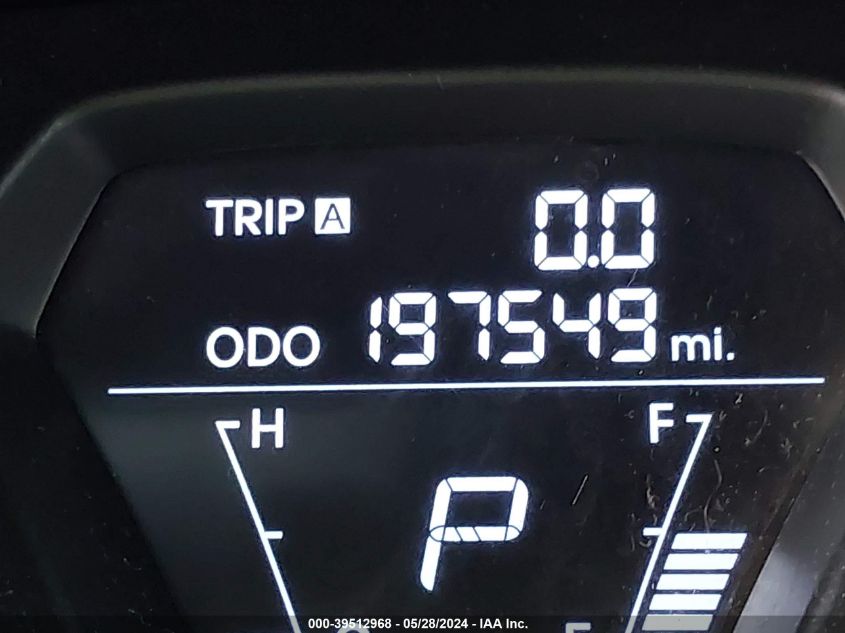 TRIP A 0.0
ODO 197549 mi.
H F
P
000-39512968 - 05/28/2024 - IAA Inc.